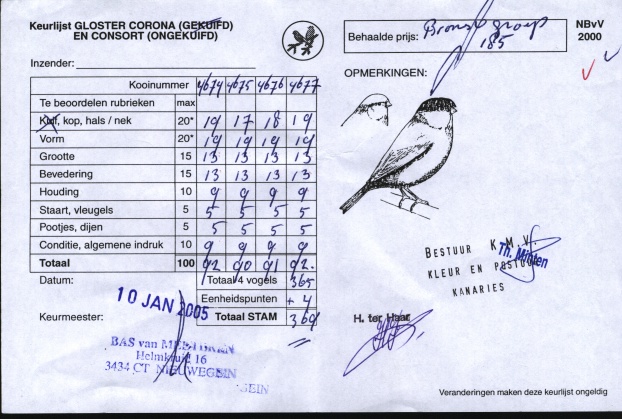 Keurlijst GLOSTER CORONA (GEKUIFD)
EN CONSORT (ONGEKUIFD)
Inzender:
Behaalde prijs: Brons groep
185
NBvV
2000
OPMERKINGEN:
Kooinummer 4674 4675 4676 4677
Te beoordelen rubrieken max
Kuif, kop, hals / nek 20* 19 17 18 19
Vorm 20* 19 19 19 19
Grootte 15 13 13 13 13
Bevedering 15 13 13 13 13
Houding 10 9 9 9 9
Staart, vleugels 5 5 5 5 5
Pootjes, dijen 5 5 5 5 5
Conditie, algemene indruk 10 9 9 9 9
Totaal 100 92 90 91 92.
Datum: Totaal 4 vogels 365
10 JAN 2005
Eenheidspunten + 4
Keurmeester: Totaal STAM 369
BAS van
Helmkruid 16
3434 CT NIEUWEGEIN
GEIN
BESTUUR K.M.V.
KLEUR EN POSTUUR
KANARIES
Th. Minten
H. ter Haar
Veranderingen maken deze keurlijst ongeldig